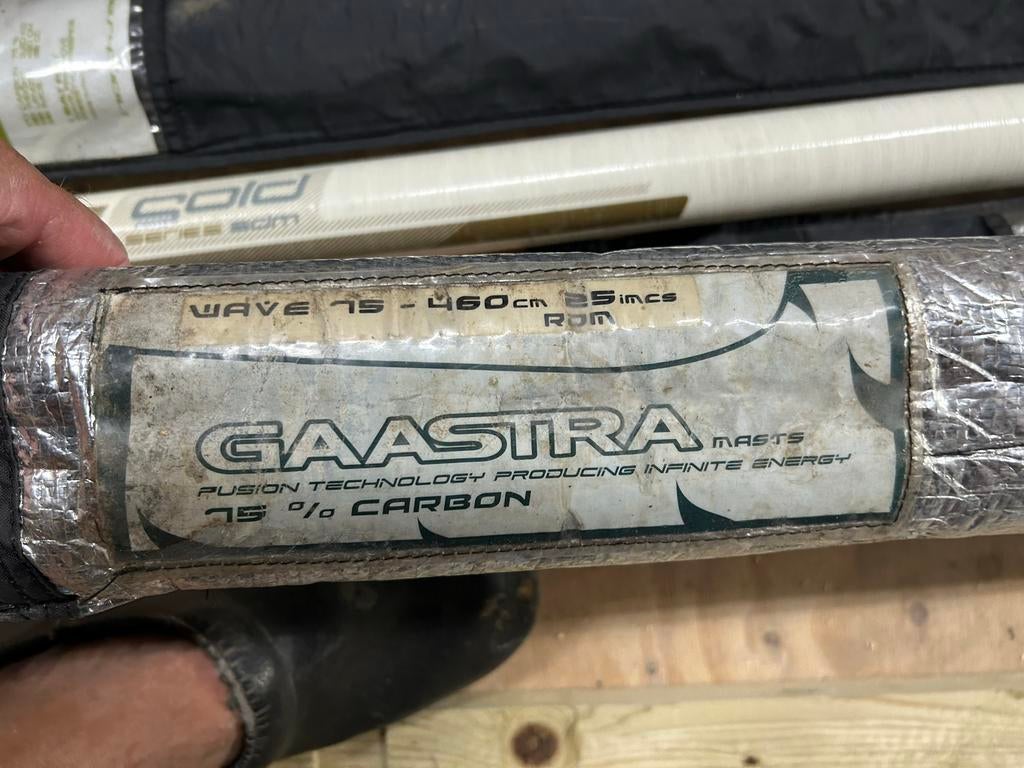 gold
SERIES SDM
WAVE 75 - 460cm 25imcs
RDM
GAASTRA MASTS
FUSION TECHNOLOGY PRODUCING INFINITE ENERGY
75 % CARBON